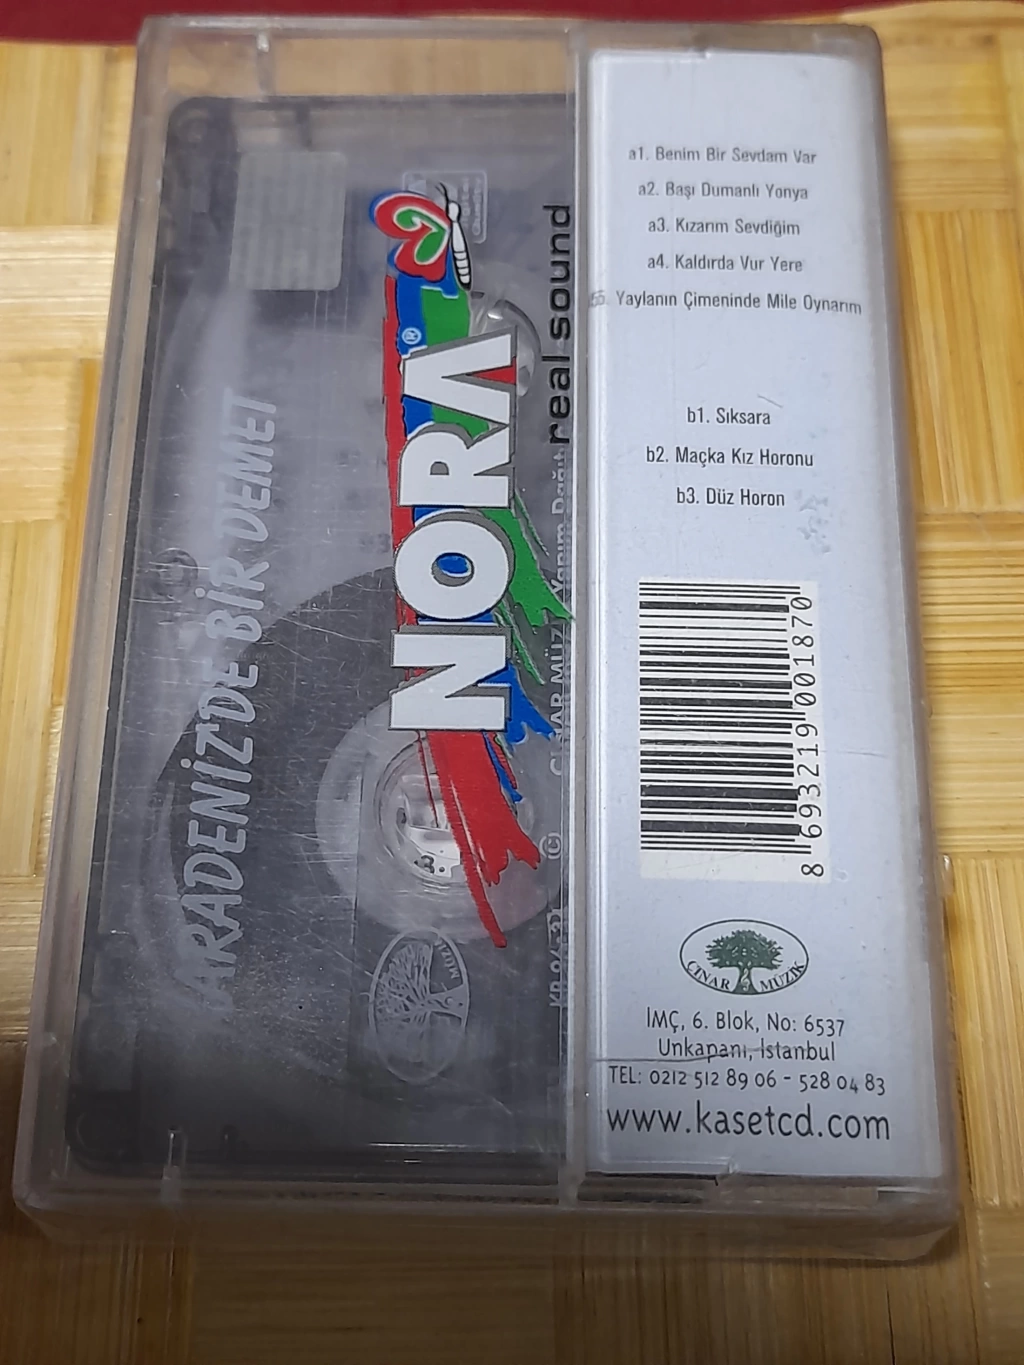 a1. Benim Bir Sevdam Var
a2. Başı Dumanlı Yonya
a3. Kızarım Sevdiğim
a4. Kaldırda Vur Yere
Yaylanın Çimeninde Mile Oynarım
b1. Sıksara
b2. Maçka Kız Horonu
b3. Düz Horon
8 693219 001870
ÇINAR MÜZİK
İMÇ, 6. Blok, No: 6537
Unkapanı, İstanbul
TEL: 0212 512 89 06 - 528 04 83
www.kasetcd.com
KARADENİZ'DE BİR DEMET
NORA®
real sound
©
MÜZİK